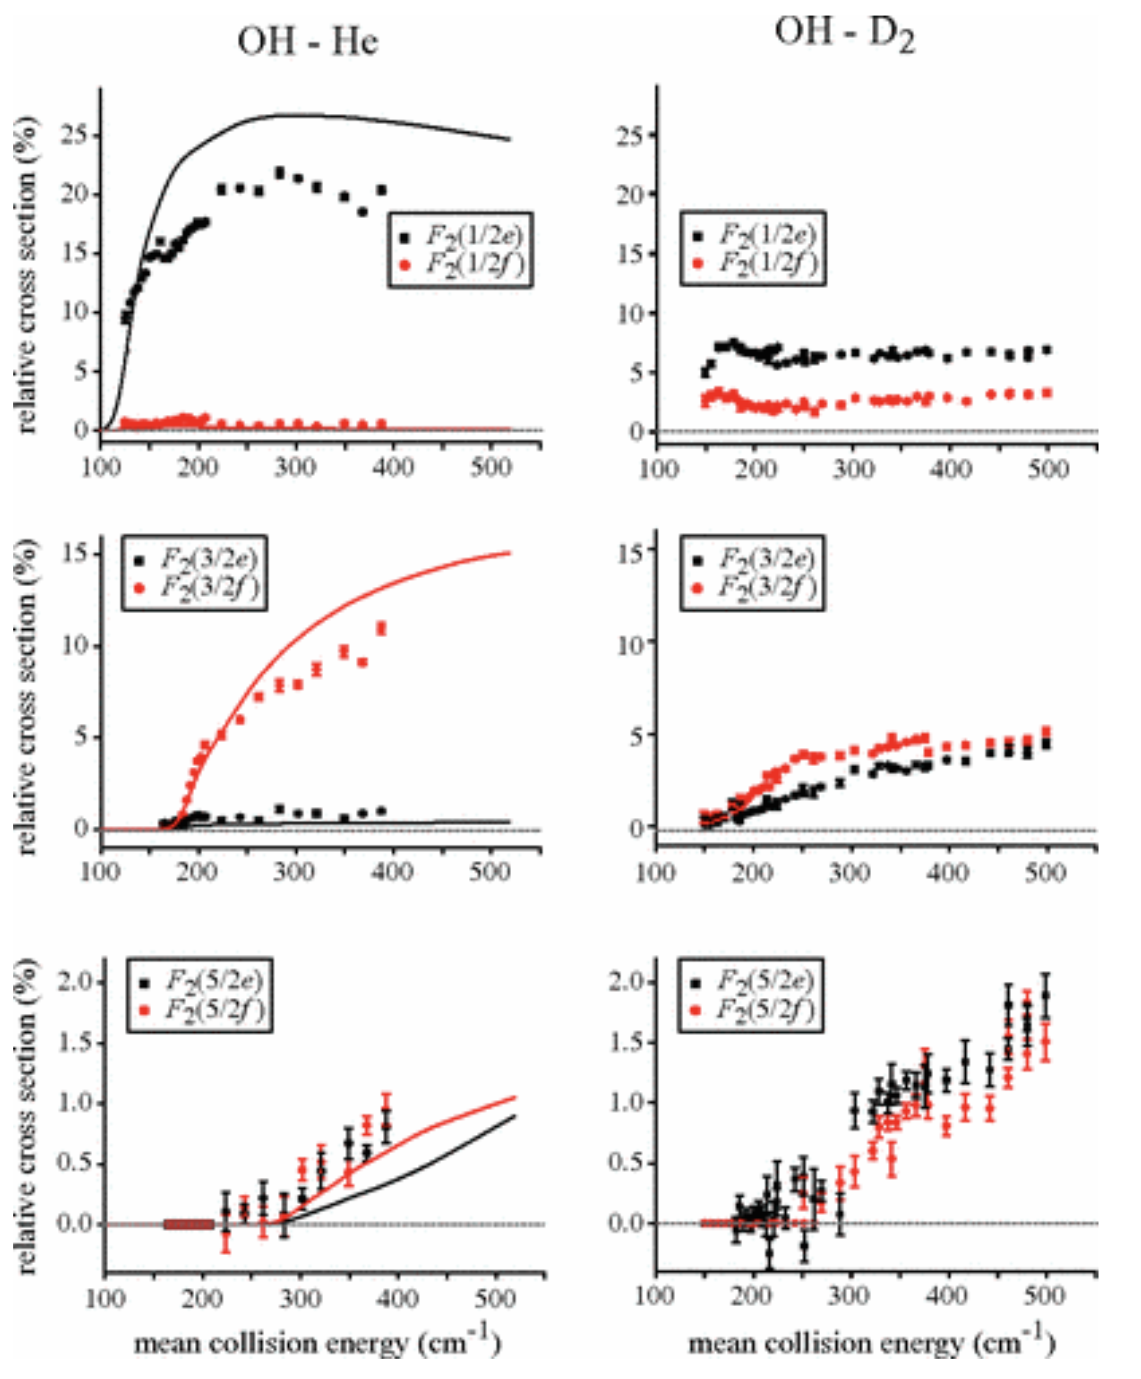 OH - He
OH - D2
relative cross section (%)
25
20
15
10
5
0
F2(1/2e)
F2(1/2f)
100 200 300 400 500
25
20
15
10
5
0
F2(1/2e)
F2(1/2f)
100 200 300 400 500
relative cross section (%)
15
10
5
0
F2(3/2e)
F2(3/2f)
100 200 300 400 500
15
10
5
0
F2(3/2e)
F2(3/2f)
100 200 300 400 500
relative cross section (%)
2.0
1.5
1.0
0.5
0.0
F2(5/2e)
F2(5/2f)
100 200 300 400 500
mean collision energy (cm-1)
2.0
1.5
1.0
0.5
0.0
F2(5/2e)
F2(5/2f)
100 200 300 400 500
mean collision energy (cm-1)